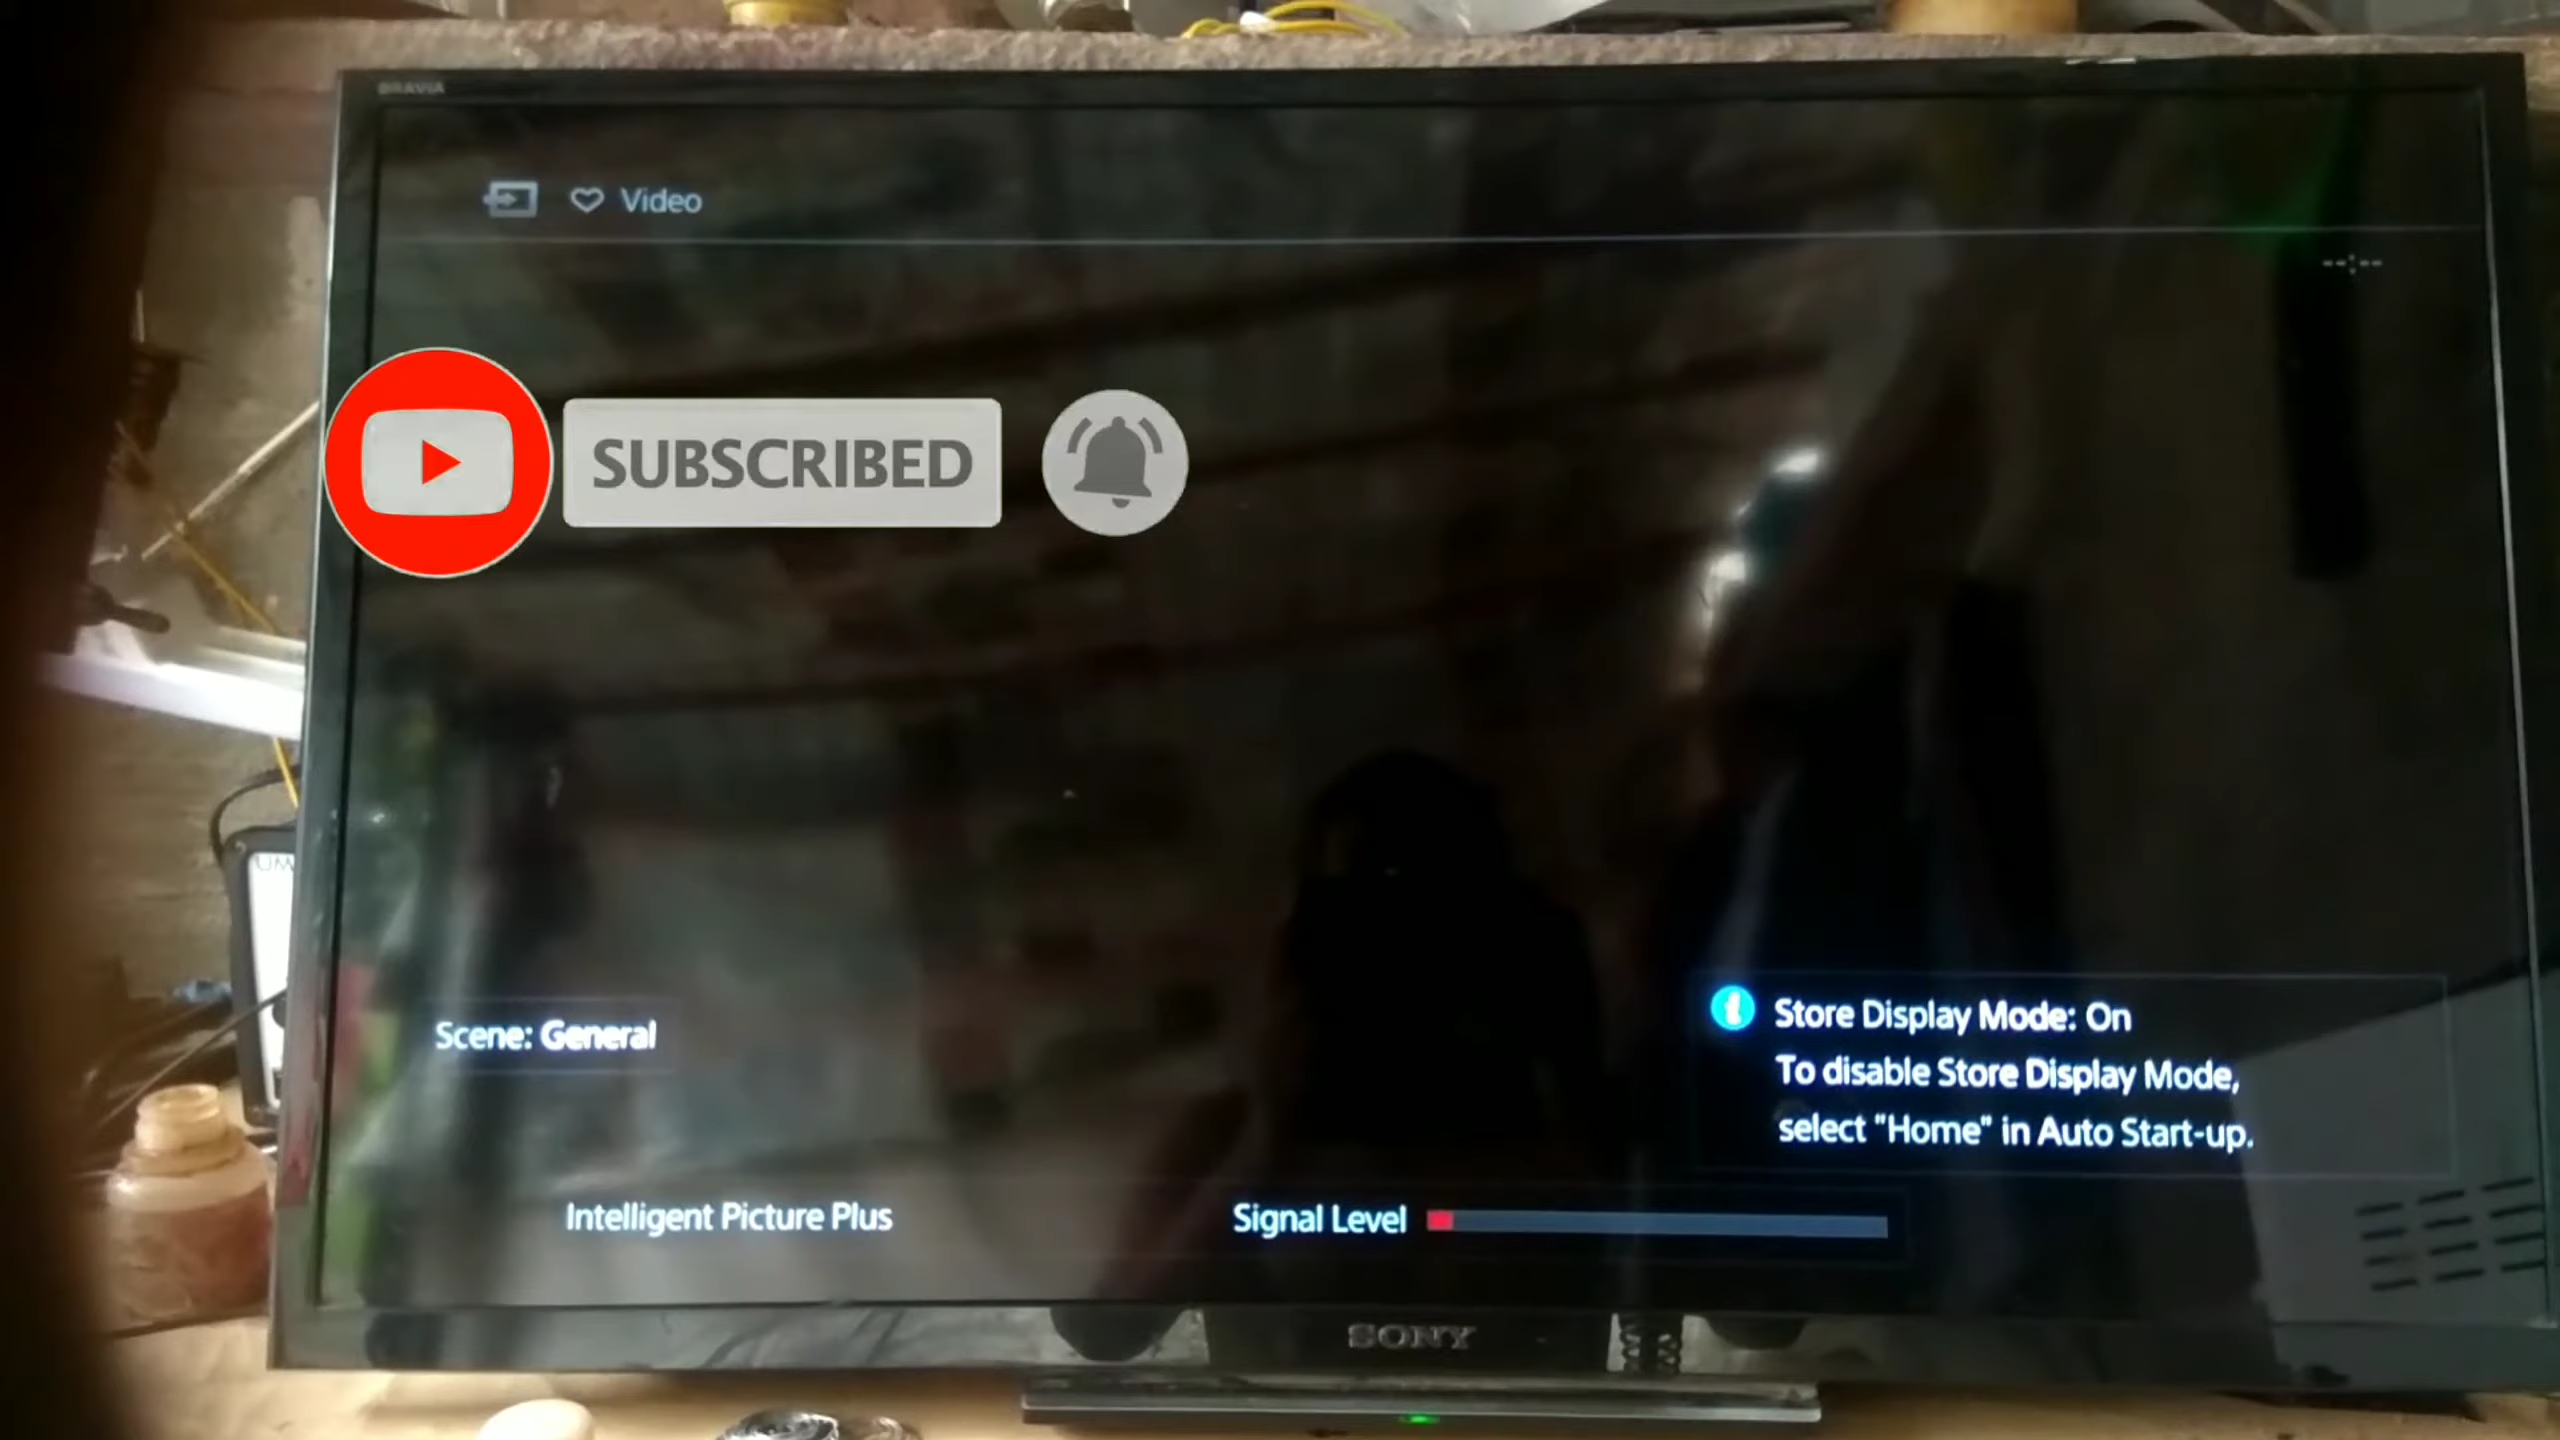 BRAVIA
Video
--:--
SUBSCRIBED
Scene: General
Store Display Mode: On
To disable Store Display Mode,
select "Home" in Auto Start-up.
Intelligent Picture Plus
Signal Level
SONY